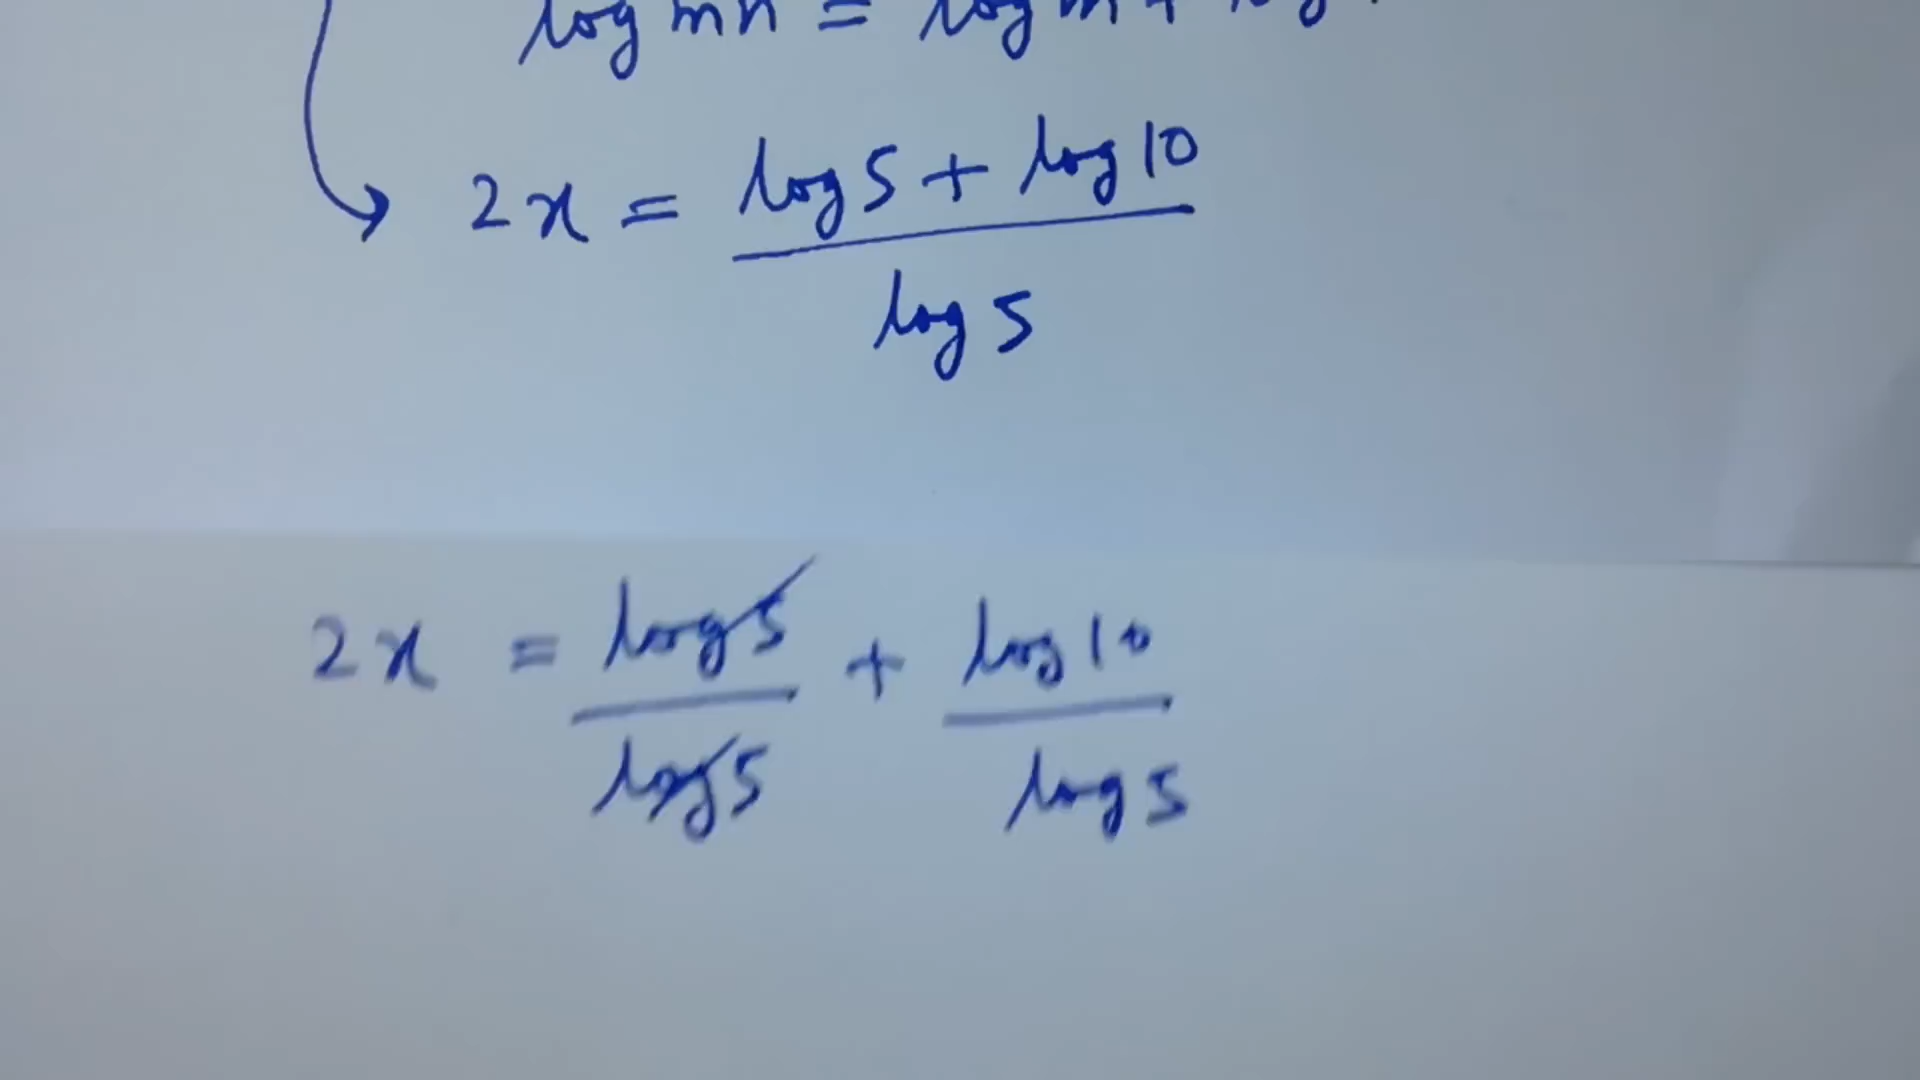 log mn = log m + log
2x = (log 5 + log 10) / log 5
2x = log 5 / log 5 + log 10 / log 5